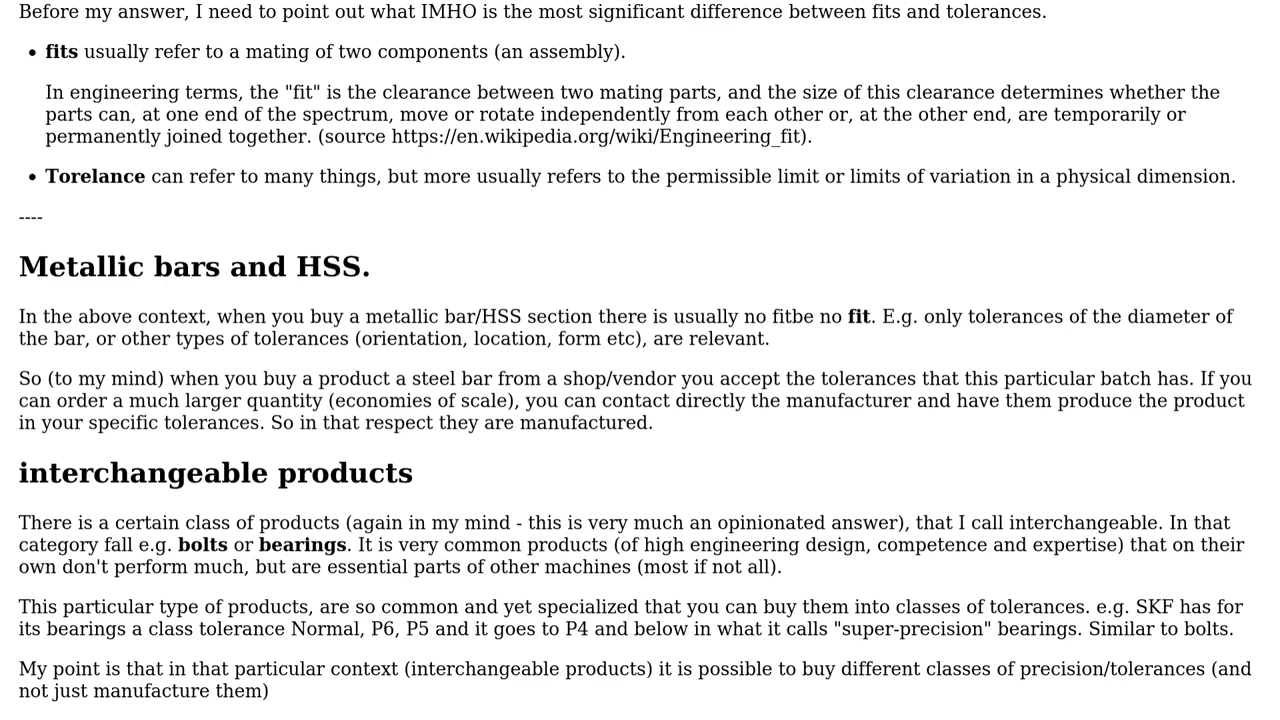 Before my answer, I need to point out what IMHO is the most significant difference between fits and tolerances.
• fits usually refer to a mating of two components (an assembly).
In engineering terms, the "fit" is the clearance between two mating parts, and the size of this clearance determines whether the
parts can, at one end of the spectrum, move or rotate independently from each other or, at the other end, are temporarily or
permanently joined together. (source https://en.wikipedia.org/wiki/Engineering_fit).
• Torelance can refer to many things, but more usually refers to the permissible limit or limits of variation in a physical dimension.
----
Metallic bars and HSS.
In the above context, when you buy a metallic bar/HSS section there is usually no fitbe no fit. E.g. only tolerances of the diameter of
the bar, or other types of tolerances (orientation, location, form etc), are relevant.
So (to my mind) when you buy a product a steel bar from a shop/vendor you accept the tolerances that this particular batch has. If you
can order a much larger quantity (economies of scale), you can contact directly the manufacturer and have them produce the product
in your specific tolerances. So in that respect they are manufactured.
interchangeable products
There is a certain class of products (again in my mind - this is very much an opinionated answer), that I call interchangeable. In that
category fall e.g. bolts or bearings. It is very common products (of high engineering design, competence and expertise) that on their
own don't perform much, but are essential parts of other machines (most if not all).
This particular type of products, are so common and yet specialized that you can buy them into classes of tolerances. e.g. SKF has for
its bearings a class tolerance Normal, P6, P5 and it goes to P4 and below in what it calls "super-precision" bearings. Similar to bolts.
My point is that in that particular context (interchangeable products) it is possible to buy different classes of precision/tolerances (and
not just manufacture them)